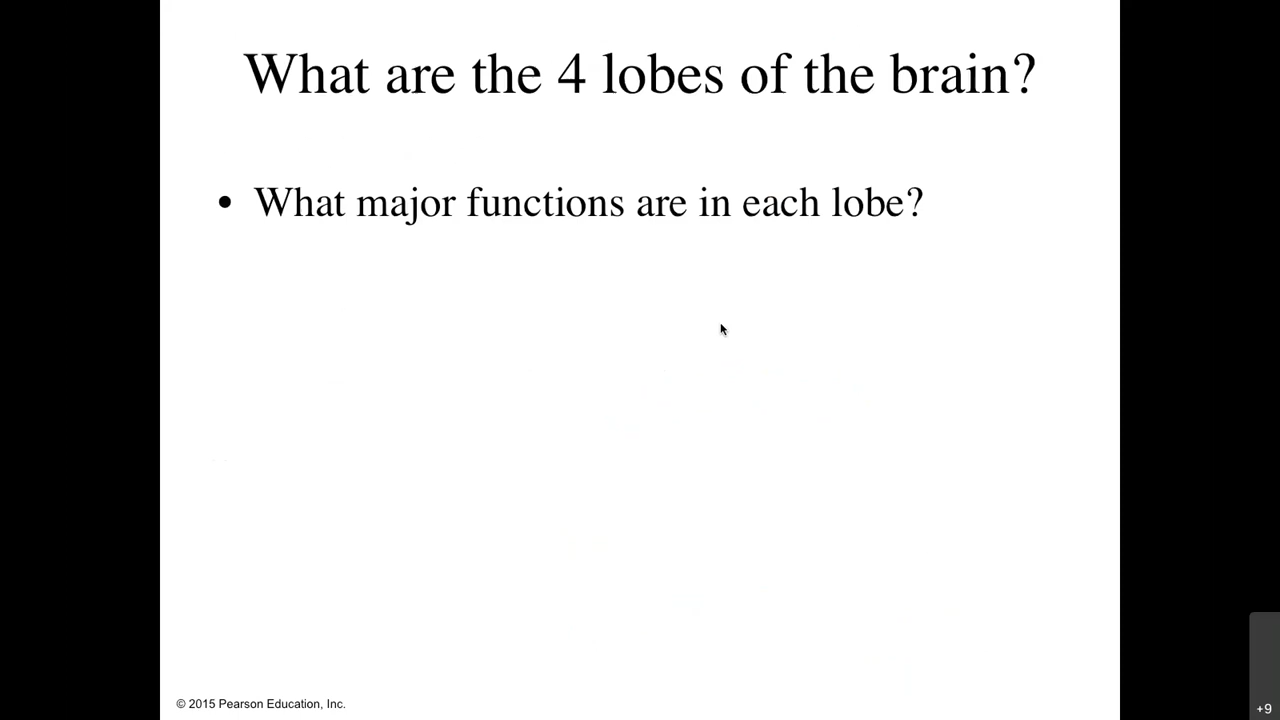 What are the 4 lobes of the brain?
• What major functions are in each lobe?
© 2015 Pearson Education, Inc.
+9